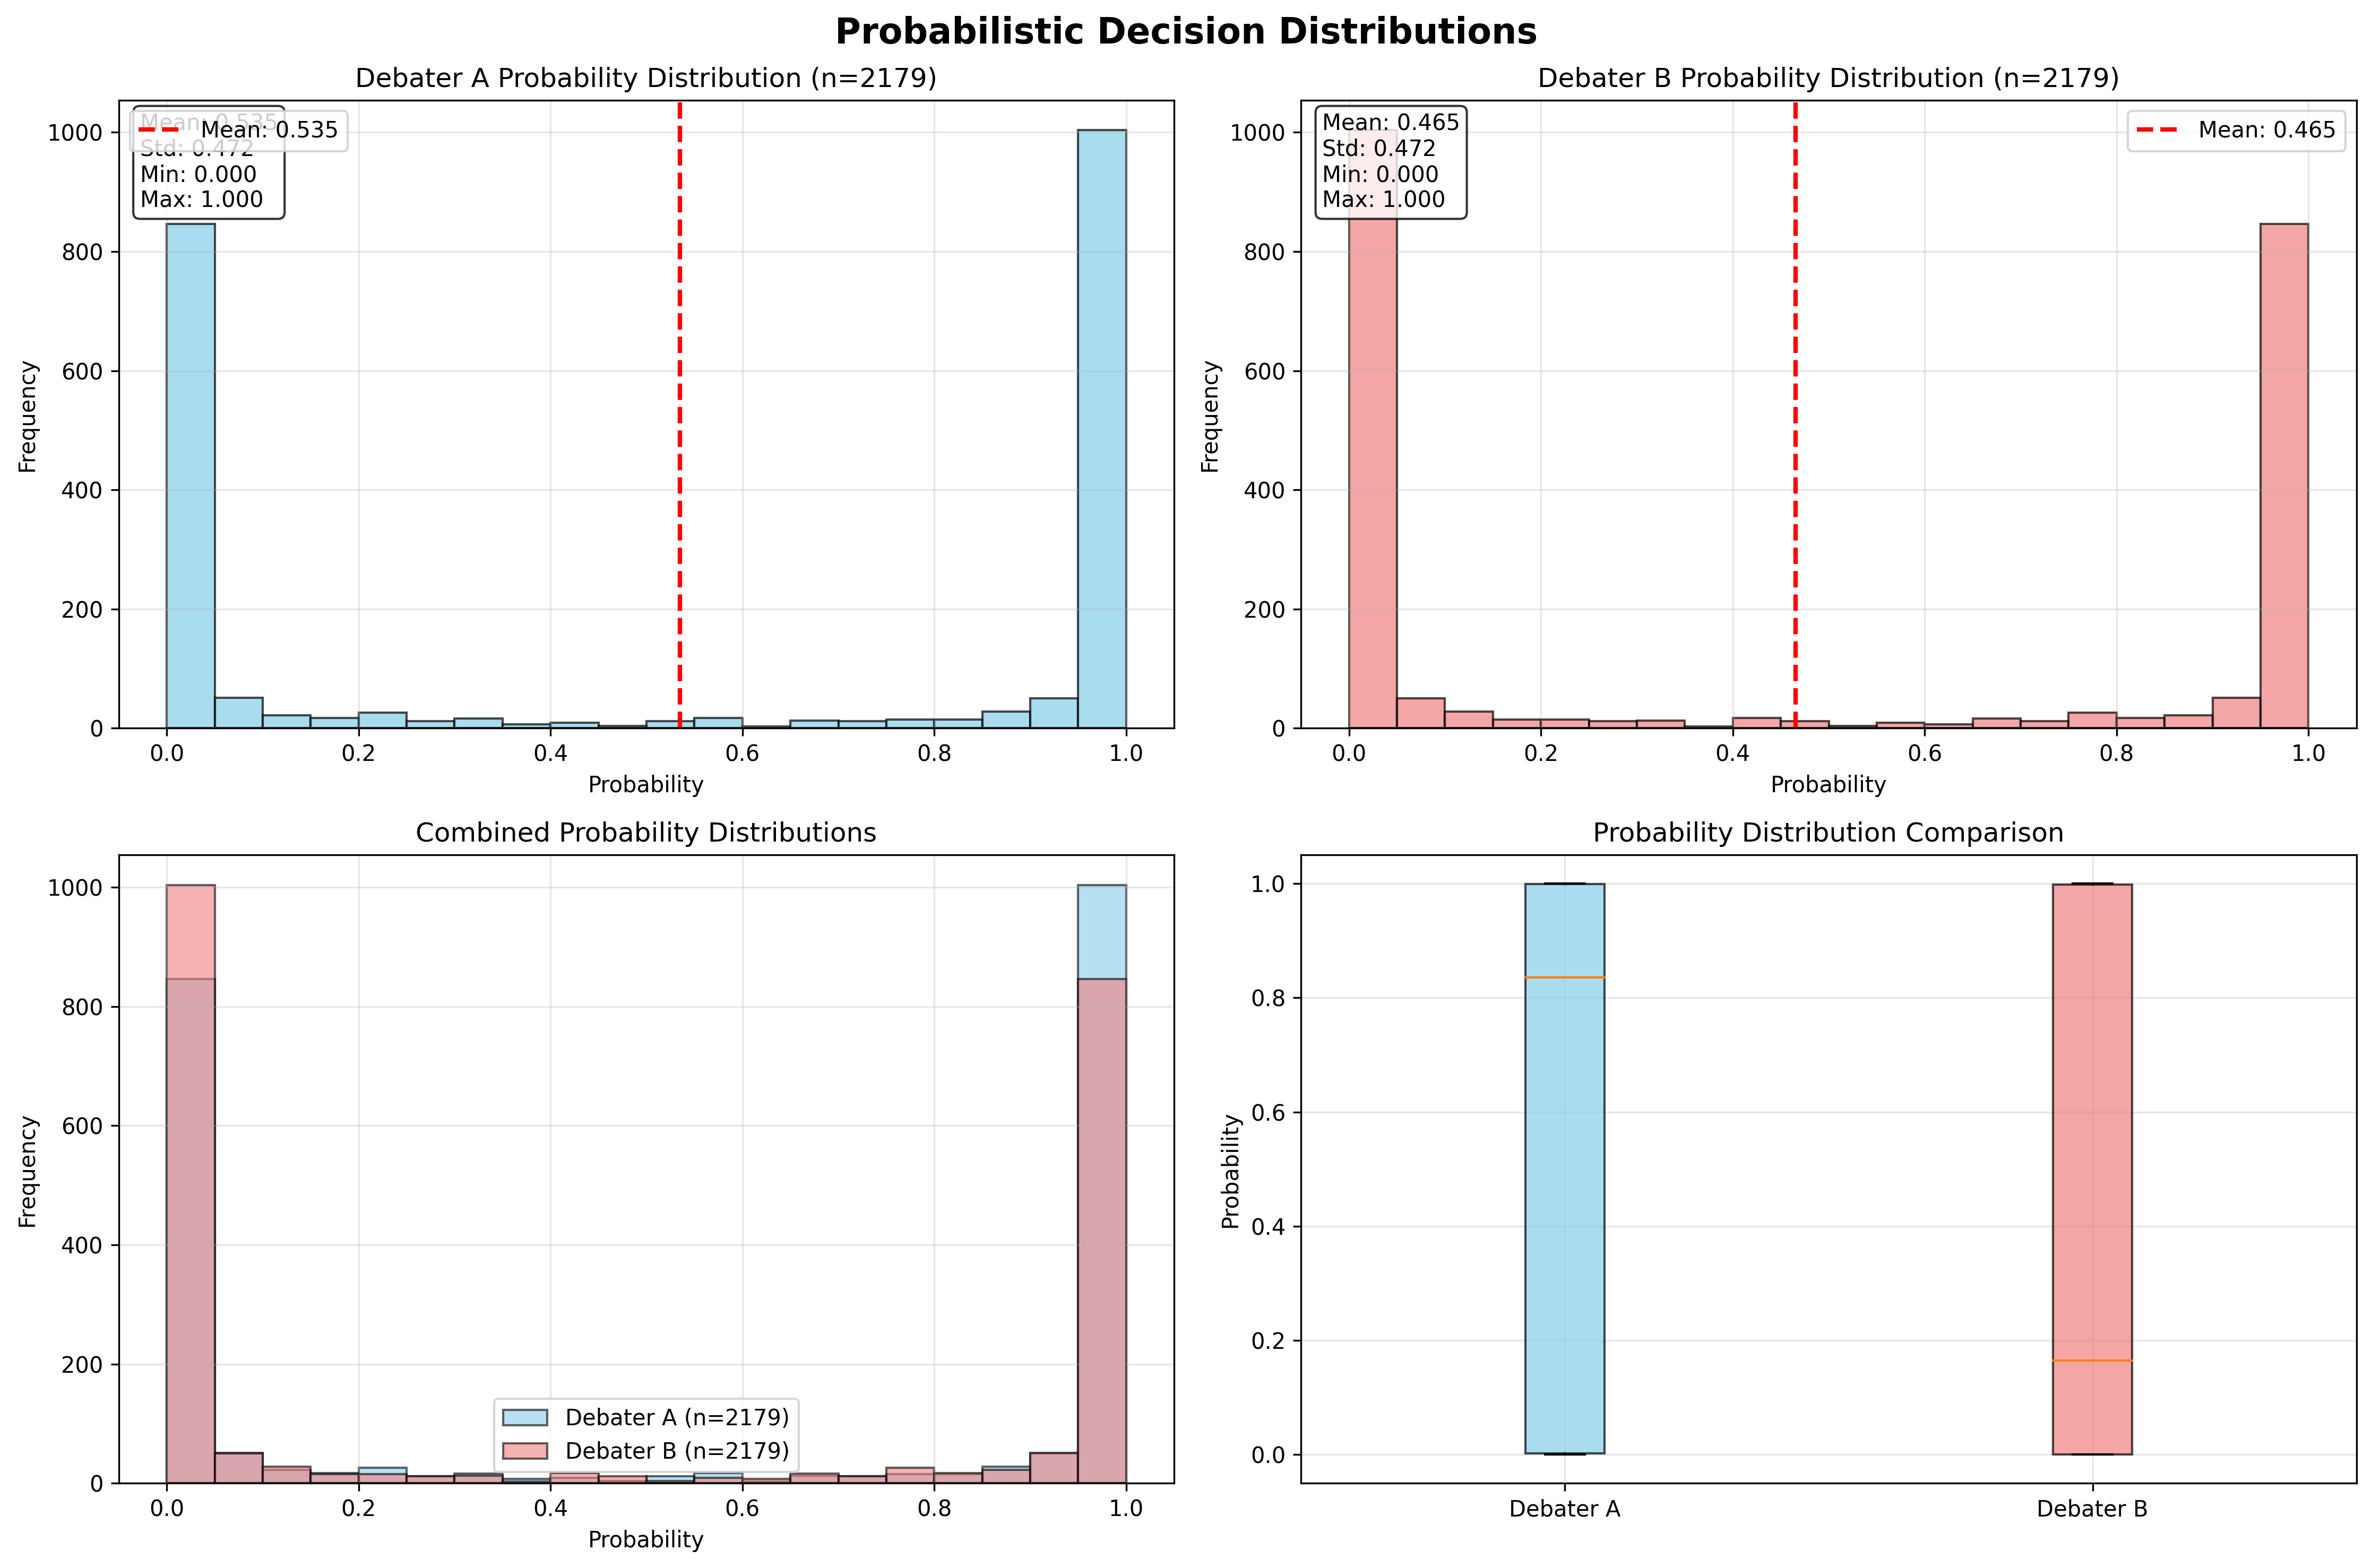 Probabilistic Decision Distributions
Debater A Probability Distribution (n=2179)
Mean: 0.535
Std: 0.472
Min: 0.000
Max: 1.000
Mean: 0.535
1000
800
600
400
200
0
Frequency
0.0 0.2 0.4 0.6 0.8 1.0
Probability
Debater B Probability Distribution (n=2179)
Mean: 0.465
Std: 0.472
Min: 0.000
Max: 1.000
Mean: 0.465
1000
800
600
400
200
0
Frequency
0.0 0.2 0.4 0.6 0.8 1.0
Probability
Combined Probability Distributions
1000
800
600
400
200
0
Frequency
Debater A (n=2179)
Debater B (n=2179)
0.0 0.2 0.4 0.6 0.8 1.0
Probability
Probability Distribution Comparison
1.0
0.8
0.6
0.4
0.2
0.0
Probability
Debater A Debater B